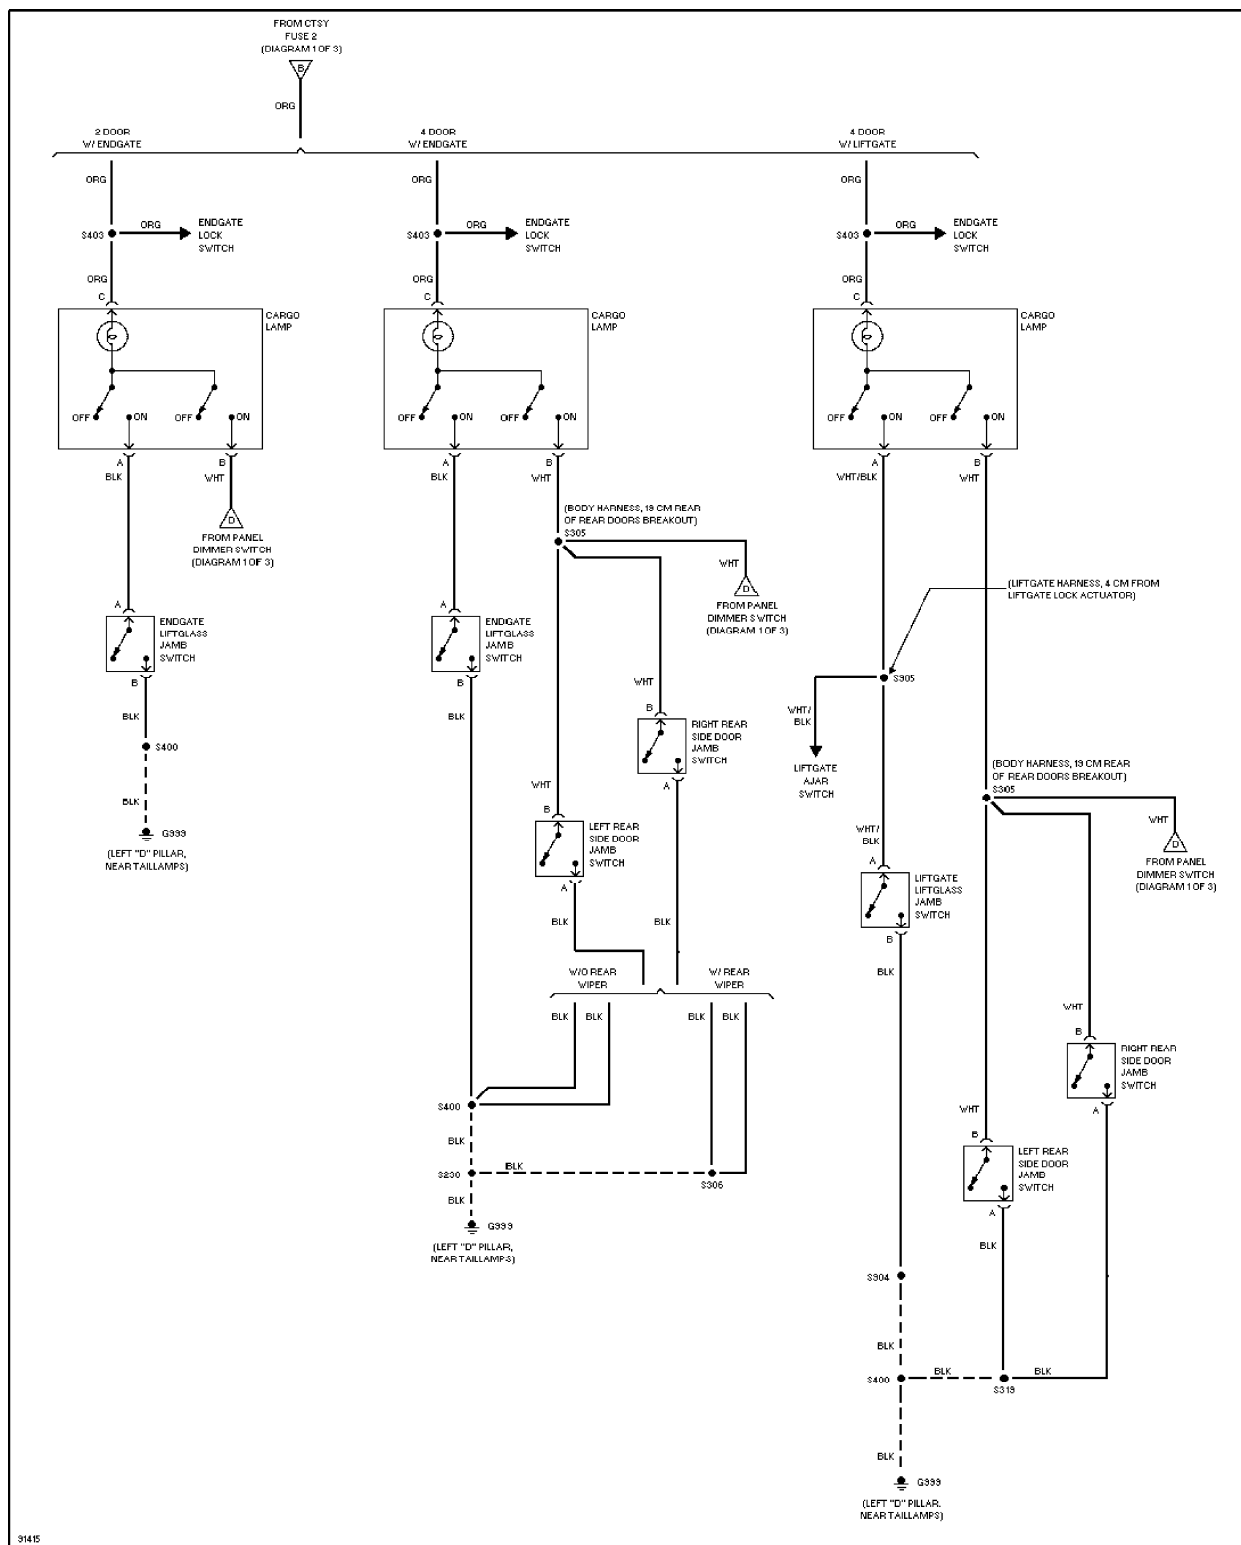 FROM CTSY
FUSE 2
(DIAGRAM 1 OF 3)
B
ORG
2 DOOR
W/ ENDGATE
4 DOOR
W/ ENDGATE
4 DOOR
W/ LIFTGATE
ORG
ORG
ORG
S403
ORG
ENDGATE
LOCK
SWITCH
S403
ORG
ENDGATE
LOCK
SWITCH
S403
ORG
ENDGATE
LOCK
SWITCH
ORG
ORG
ORG
C
C
C
CARGO
LAMP
CARGO
LAMP
CARGO
LAMP
OFF
ON
OFF
ON
OFF
ON
OFF
ON
OFF
ON
OFF
ON
A
B
A
B
A
B
BLK
WHT
BLK
WHT
WHT/BLK
WHT
D
FROM PANEL
DIMMER SWITCH
(DIAGRAM 1 OF 3)
(BODY HARNESS, 19 CM REAR
OF REAR DOORS BREAKOUT)
S305
WHT
D
FROM PANEL
DIMMER SWITCH
(DIAGRAM 1 OF 3)
(LIFTGATE HARNESS, 4 CM FROM
LIFTGATE LOCK ACTUATOR)
A
ENDGATE
LIFTGLASS
JAMB
SWITCH
B
A
ENDGATE
LIFTGLASS
JAMB
SWITCH
B
S905
WHT/
BLK
LIFTGATE
AJAR
SWITCH
BLK
S400
BLK
G999
(LEFT "D" PILLAR,
NEAR TAILLAMPS)
BLK
WHT
B
RIGHT REAR
SIDE DOOR
JAMB
SWITCH
A
WHT
B
LEFT REAR
SIDE DOOR
JAMB
SWITCH
A
BLK
BLK
(BODY HARNESS, 19 CM REAR
OF REAR DOORS BREAKOUT)
S305
WHT
D
FROM PANEL
DIMMER SWITCH
(DIAGRAM 1 OF 3)
WHT/
BLK
A
LIFTGATE
LIFTGLASS
JAMB
SWITCH
B
BLK
W/O REAR
WIPER
W/ REAR
WIPER
BLK
BLK
BLK
BLK
WHT
B
RIGHT REAR
SIDE DOOR
JAMB
SWITCH
A
S400
BLK
S230
BLK
S306
BLK
G999
(LEFT "D" PILLAR,
NEAR TAILLAMPS)
WHT
B
LEFT REAR
SIDE DOOR
JAMB
SWITCH
A
BLK
S904
BLK
S400
BLK
S319
BLK
BLK
G999
(LEFT "D" PILLAR,
NEAR TAILLAMPS)
91415